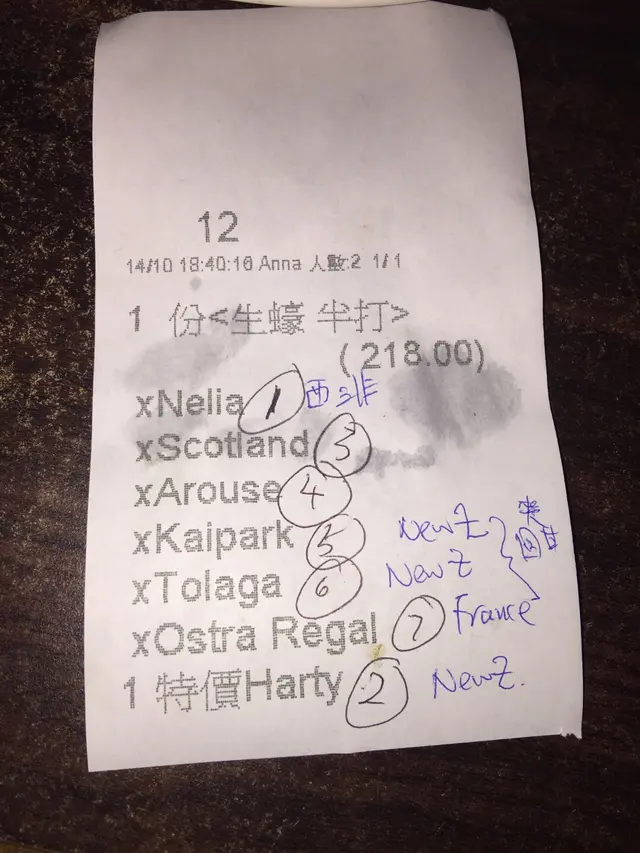 12
14/10 18:40:16 Anna 人數:2 1/1
1 份<生蠔 半打>
(218.00)
xNelia 1 西非
xScotland 3
xArouse 4
xKaipark 5 NewZ
xTolaga 6 NewZ
xOstra Regal 7 France
1 特價Harty 2 NewZ.